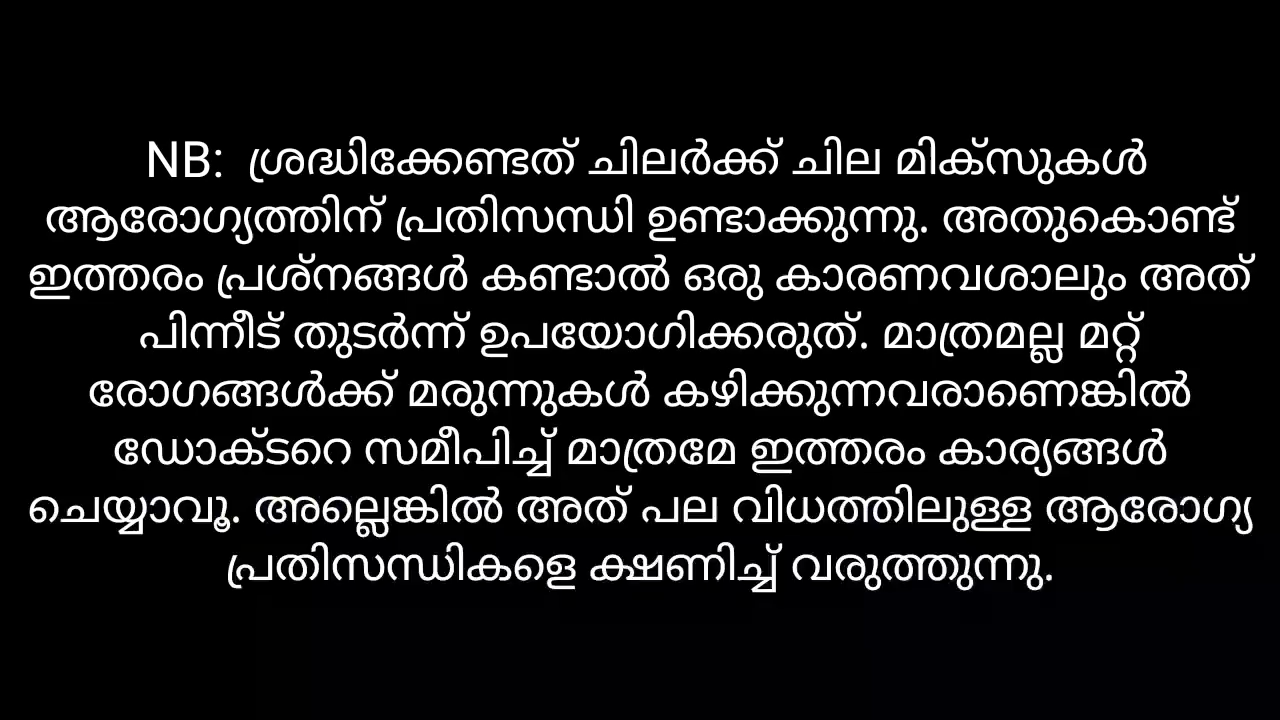 NB: ശ്രദ്ധിക്കേണ്ടത് ചിലർക്ക് ചില മിക്സുകൾ
ആരോഗ്യത്തിന് പ്രതിസന്ധി ഉണ്ടാക്കുന്നു. അതുകൊണ്ട്
ഇത്തരം പ്രശ്നങ്ങൾ കണ്ടാൽ ഒരു കാരണവശാലും അത്
പിന്നീട് തുടർന്ന് ഉപയോഗിക്കരുത്. മാത്രമല്ല മറ്റ്
രോഗങ്ങൾക്ക് മരുന്നുകൾ കഴിക്കുന്നവരാണെങ്കിൽ
ഡോക്ടറെ സമീപിച്ച് മാത്രമേ ഇത്തരം കാര്യങ്ങൾ
ചെയ്യാവൂ. അല്ലെങ്കിൽ അത് പല വിധത്തിലുള്ള ആരോഗ്യ
പ്രതിസന്ധികളെ ക്ഷണിച്ച് വരുത്തുന്നു.